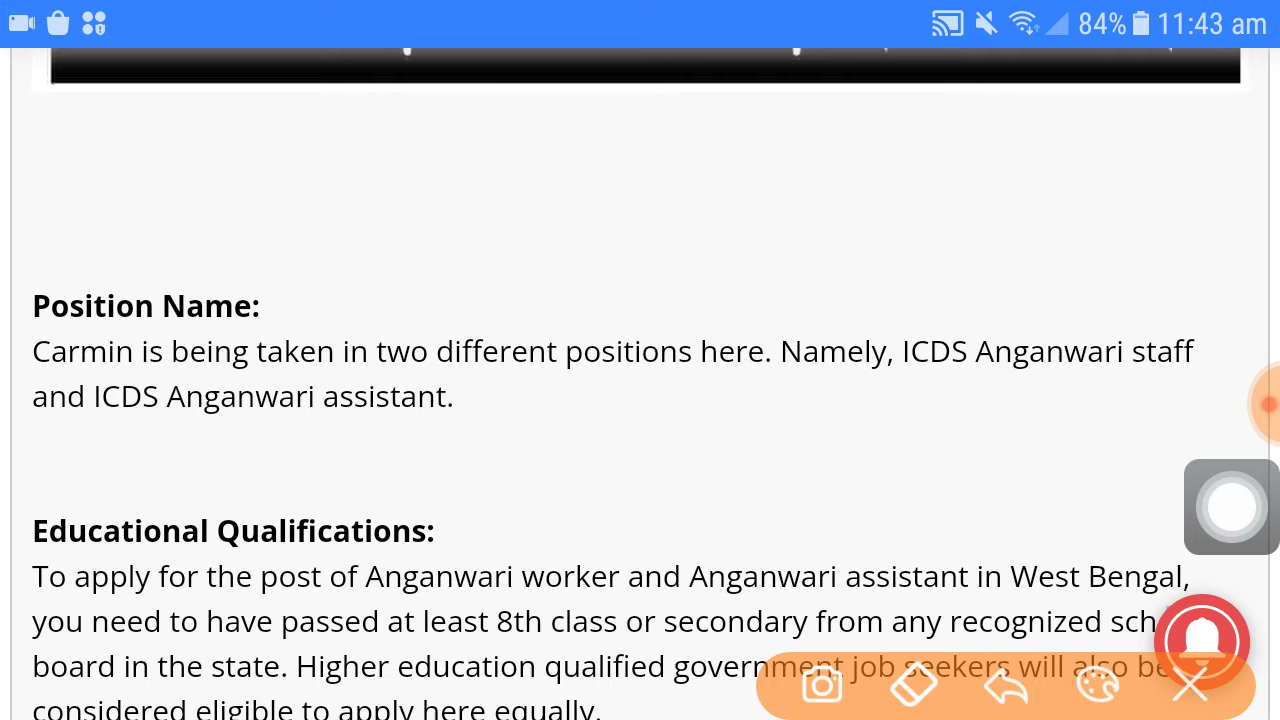 84% 11:43 am
Position Name:
Carmin is being taken in two different positions here. Namely, ICDS Anganwari staff
and ICDS Anganwari assistant.
Educational Qualifications:
To apply for the post of Anganwari worker and Anganwari assistant in West Bengal,
you need to have passed at least 8th class or secondary from any recognized
board in the state. Higher education qualified government job seekers will also be
considered eligible to apply here equally.